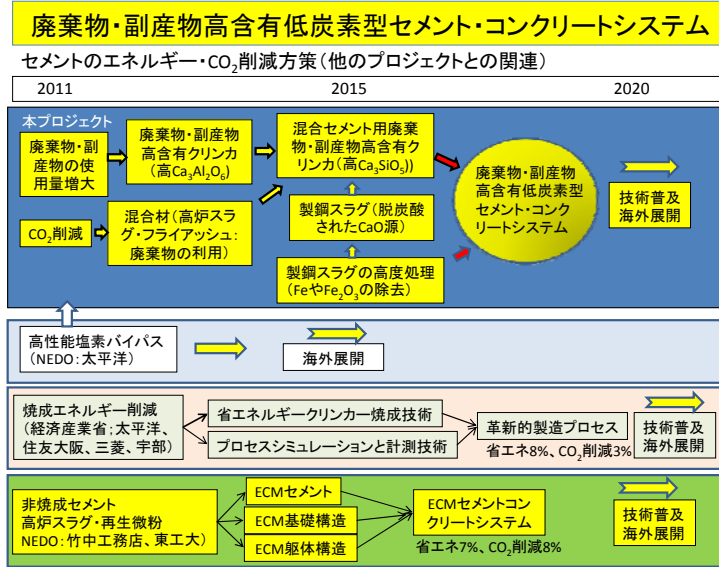 廃棄物・副産物高含有低炭素型セメント・コンクリートシステム
セメントのエネルギー・CO₂削減方策（他のプロジェクトとの関連）
2011
2015
2020
本プロジェクト
廃棄物・副
産物の使
用量増大
廃棄物・副産物
高含有クリンカ
（高Ca₃Al₂O₆）
混合セメント用廃棄
物・副産物高含有ク
リンカ（高Ca₃SiO₅））
廃棄物・副産物
高含有低炭素型
セメント・コンク
リートシステム
技術普及
海外展開
CO₂削減
混合材（高炉スラ
グ・フライアッシュ：
廃棄物の利用）
製鋼スラグ（脱炭酸
されたCaO源）
製鋼スラグの高度処理
（FeやFe₂O₃の除去）
高性能塩素バイパス
（NEDO：太平洋）
海外展開
焼成エネルギー削減
（経済産業省；太平洋、
住友大阪、三菱、宇部）
省エネルギークリンカー焼成技術
プロセスシミュレーションと計測技術
革新的製造プロセス
省エネ8%、CO₂削減3%
技術普及
海外展開
非焼成セメント
高炉スラグ・再生微粉
NEDO：竹中工務店、東工大）
ECMセメント
ECM基礎構造
ECM躯体構造
ECMセメントコン
クリートシステム
省エネ7%、CO₂削減8%
技術普及
海外展開